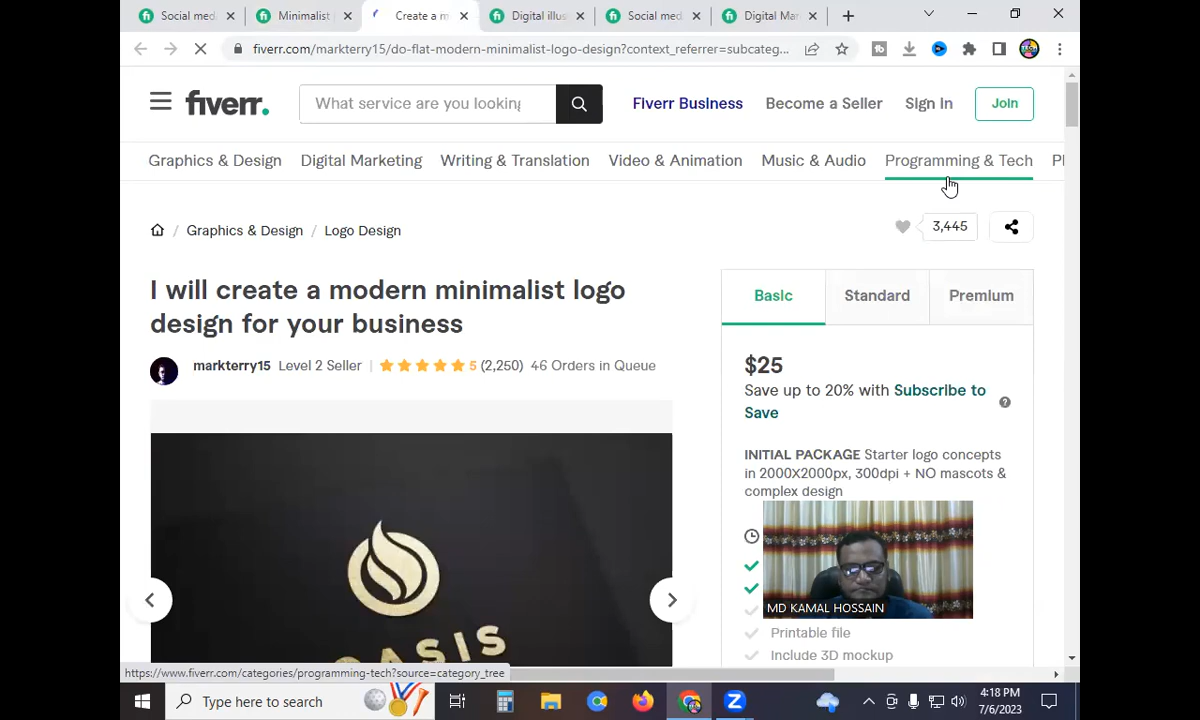 Social med
Minimalist
Create a m
Digital illus
Social med
Digital Mar
fiverr.com/markterry15/do-flat-modern-minimalist-logo-design?context_referrer=subcateg...
fiverr.
What service are you looking
Fiverr Business
Become a Seller
Sign In
Join
Graphics & Design
Digital Marketing
Writing & Translation
Video & Animation
Music & Audio
Programming & Tech
Graphics & Design / Logo Design
3,445
I will create a modern minimalist logo
design for your business
markterry15 Level 2 Seller | 5 (2,250) 46 Orders in Queue
Basic
Standard
Premium
$25
Save up to 20% with Subscribe to
Save
INITIAL PACKAGE Starter logo concepts
in 2000X2000px, 300dpi + NO mascots &
complex design
MD KAMAL HOSSAIN
Printable file
Include 3D mockup
OASIS
https://www.fiverr.com/categories/programming-tech?source=category_tree
Type here to search
4:18 PM
7/6/2023